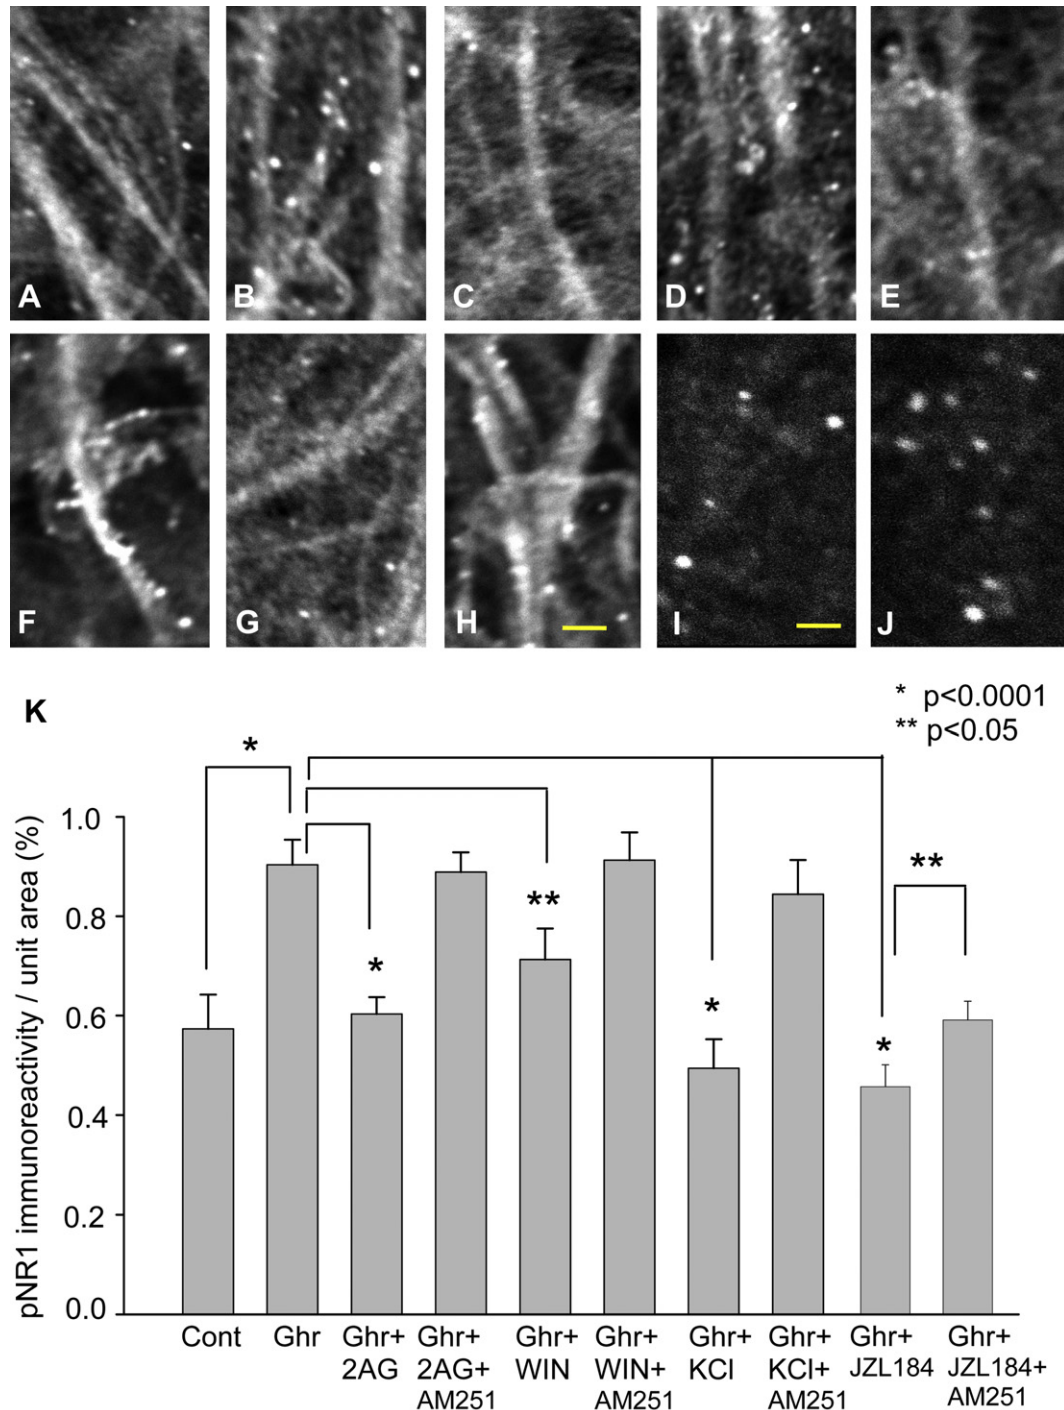 A B C D E
F G H I J
K
* p<0.0001
** p<0.05
*
**
*
**
*
*
pNR1 immunoreactivity / unit area (%)
1.0
0.8
0.6
0.4
0.2
0.0
Cont Ghr Ghr+ Ghr+ Ghr+ Ghr+ Ghr+ Ghr+ Ghr+ Ghr+
2AG 2AG+ WIN WIN+ KCl KCl+ JZL184 JZL184+
AM251 AM251 AM251 AM251